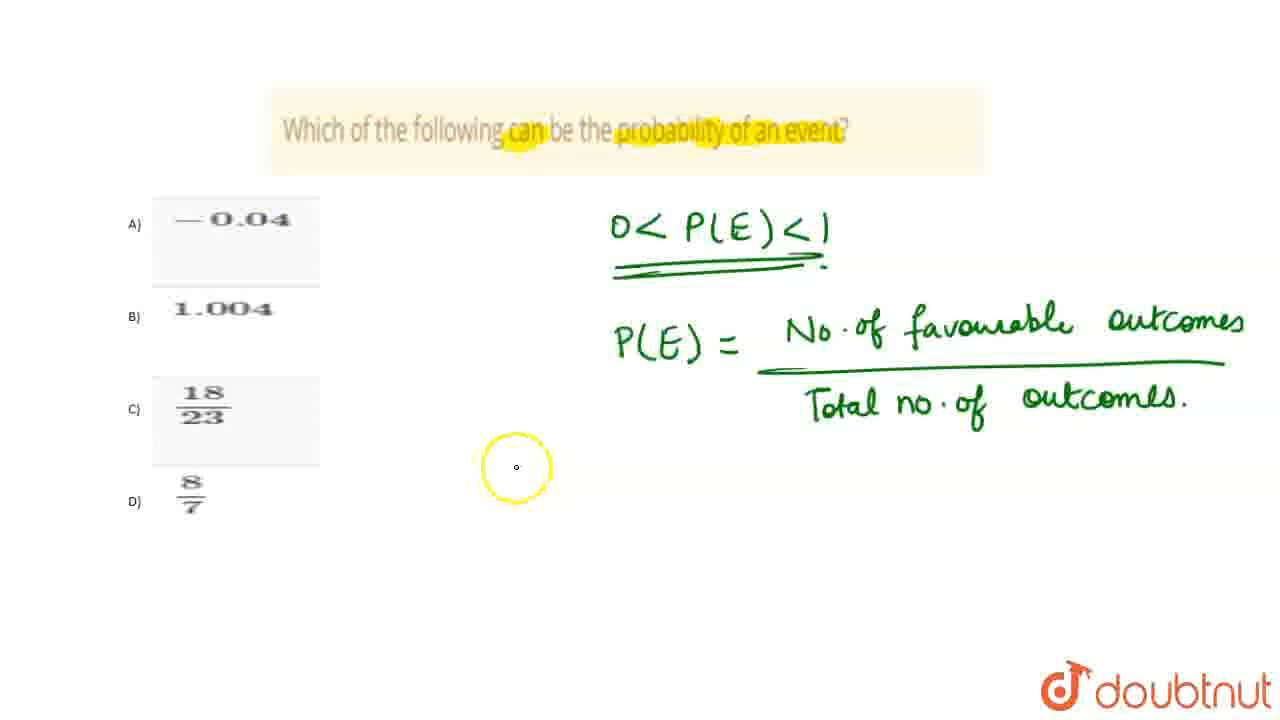 Which of the following can be the probability of an event?
A) − 0.04
0 < P(E) < 1
B) 1.004
P(E) = No. of favourable outcomes
Total no. of outcomes.
C) 18
23
D) 8
7
doubtnut